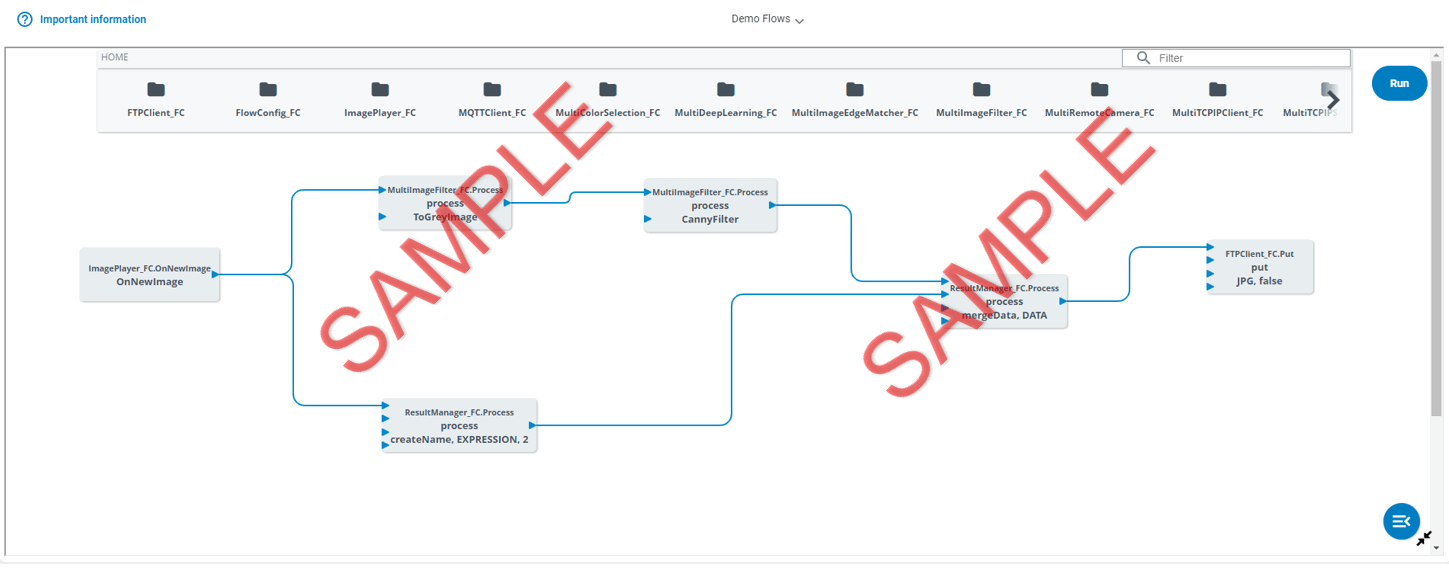 Important information
Demo Flows
HOME
Filter
Run
FTPClient_FC
FlowConfig_FC
ImagePlayer_FC
MQTTClient_FC
MultiColorSelection_FC
MultiDeepLearning_FC
MultiImageEdgeMatcher_FC
MultiImageFilter_FC
MultiRemoteCamera_FC
MultiTCPIPClient_FC
MultiTCPIPS
ImagePlayer_FC.OnNewImage
OnNewImage
MultiImageFilter_FC.Process
process
ToGreyImage
MultiImageFilter_FC.Process
process
CannyFilter
ResultManager_FC.Process
process
mergeData, DATA
FTPClient_FC.Put
put
JPG, false
ResultManager_FC.Process
process
createName, EXPRESSION, 2
SAMPLE
SAMPLE